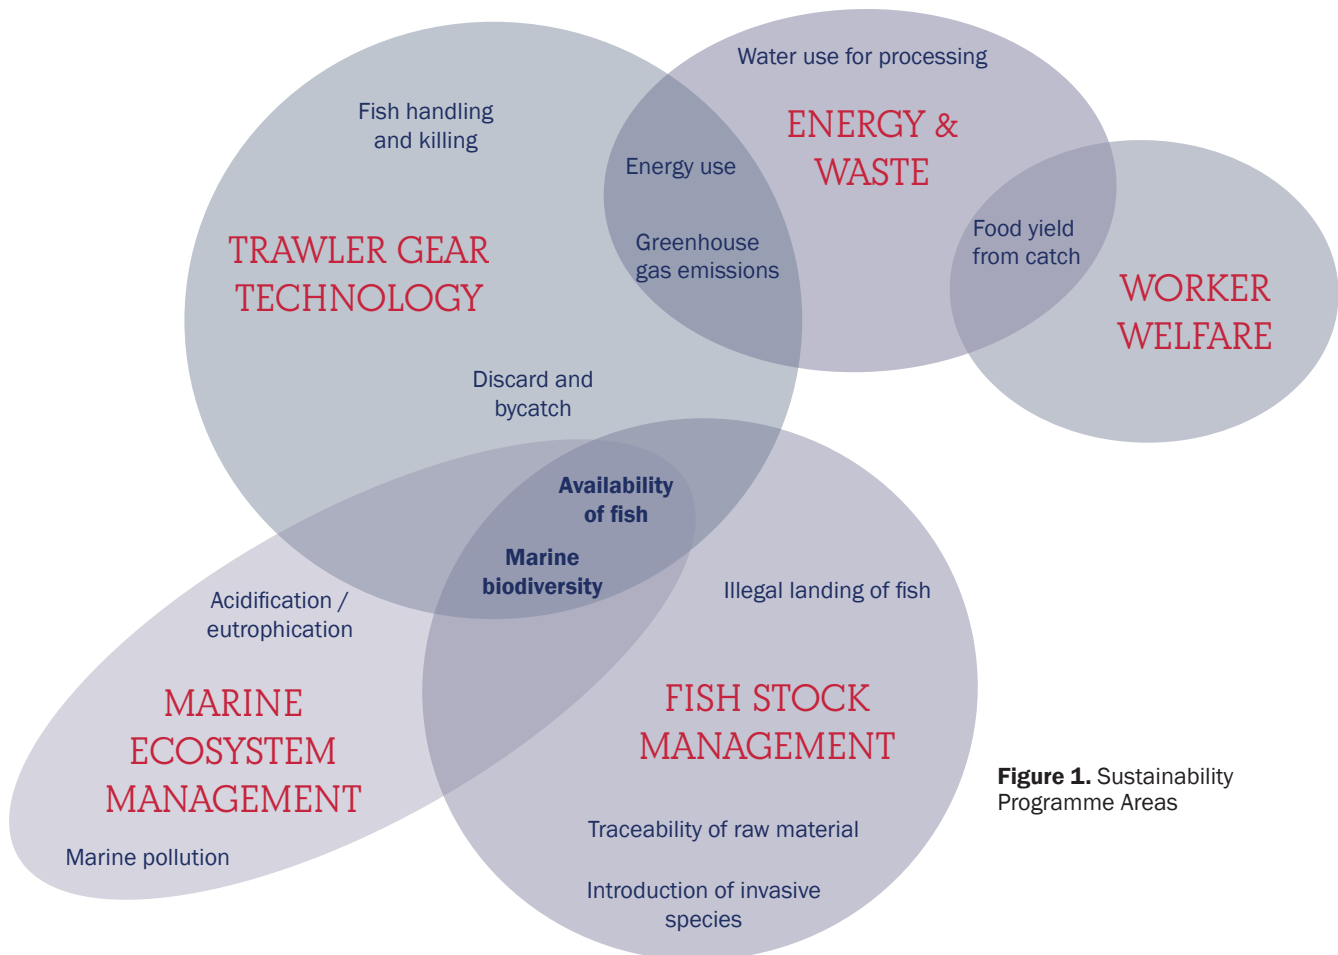 Water use for processing
ENERGY &
WASTE
Fish handling
and killing
Energy use
Greenhouse
gas emissions
Food yield
from catch
TRAWLER GEAR
TECHNOLOGY
WORKER
WELFARE
Discard and
bycatch
Availability
of fish
Marine
biodiversity
Acidification /
eutrophication
Illegal landing of fish
MARINE
ECOSYSTEM
MANAGEMENT
FISH STOCK
MANAGEMENT
Figure 1. Sustainability
Programme Areas
Marine pollution
Traceability of raw material
Introduction of invasive
species